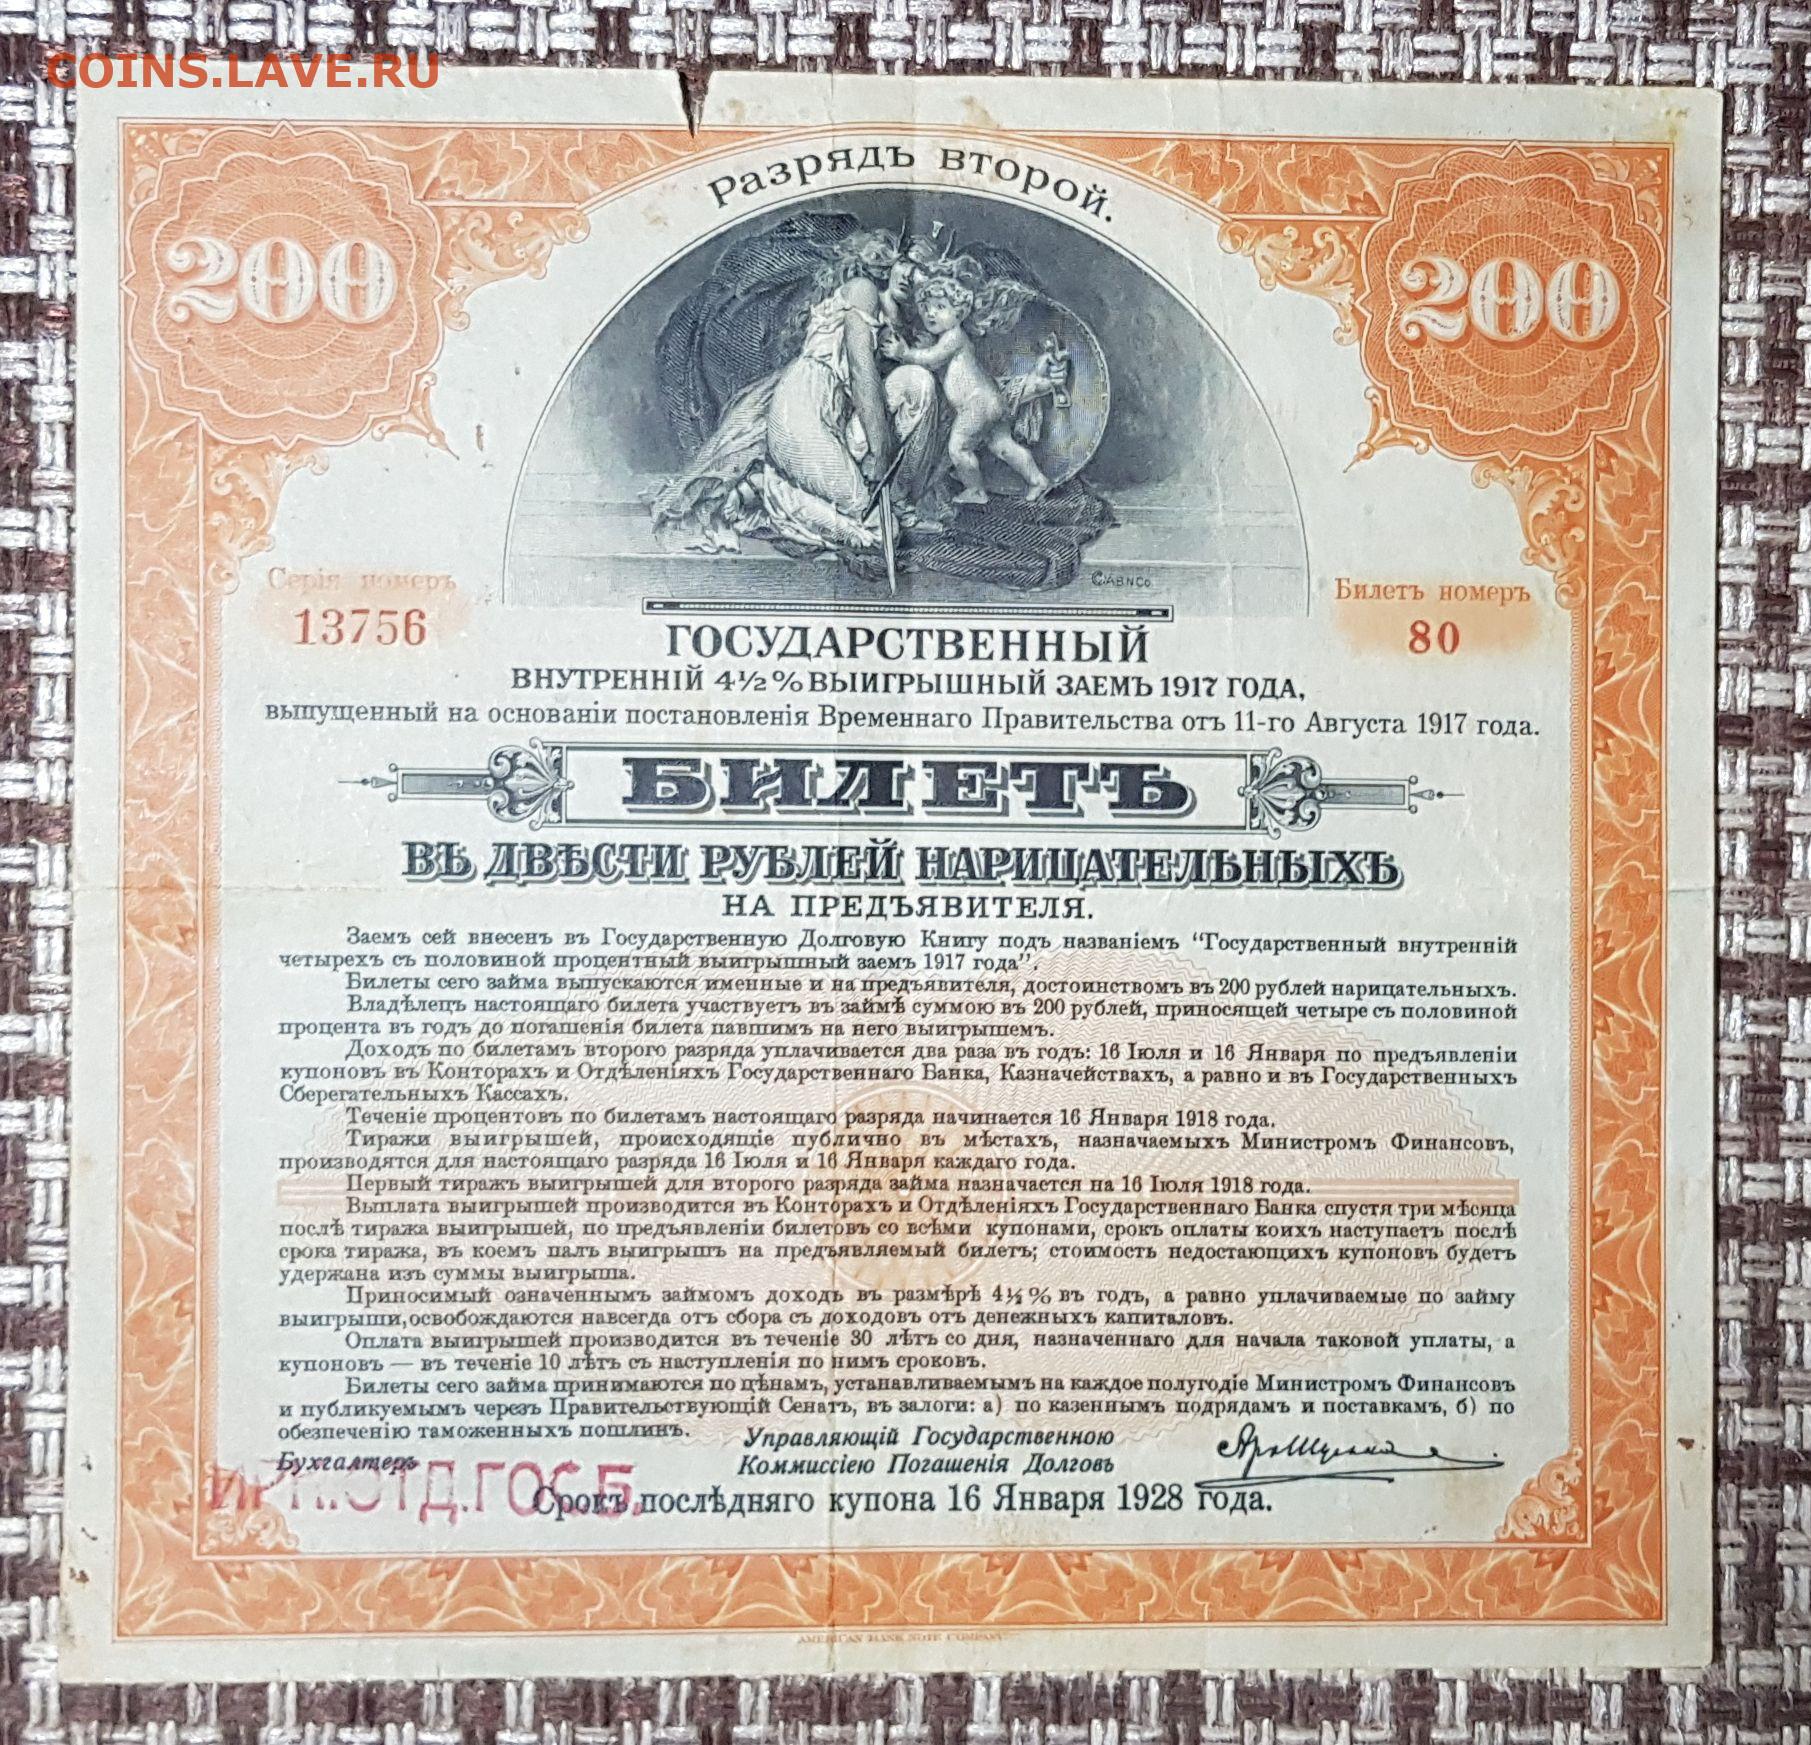 COINS.LAVE.RU
Разрядъ второй.
200
200
Серія номеръ
13756
Билетъ номеръ
80
©ABNCo
ГОСУДАРСТВЕННЫЙ
ВНУТРЕННІЙ 4½% ВЫИГРЫШНЫЙ ЗАЕМЪ 1917 ГОДА,
выпущенный на основаніи постановленія Временнаго Правительства отъ 11-го Августа 1917 года.
БИЛЕТЪ
ВЪ ДВѢСТИ РУБЛЕЙ НАРИЦАТЕЛЬНЫХЪ
НА ПРЕДЪЯВИТЕЛЯ.
Заемъ сей внесенъ въ Государственную Долговую Книгу подъ названіемъ “Государственный внутренній
четырехъ съ половиной процентный выигрышный заемъ 1917 года”.
Билеты сего займа выпускаются именные и на предъявителя, достоинствомъ въ 200 рублей нарицательныхъ.
Владѣлецъ настоящаго билета участвуетъ въ займѣ суммою въ 200 рублей, приносящей четыре съ половиной
процента въ годъ до погашенія билета павшимъ на него выигрышемъ.
Доходъ по билетамъ второго разряда уплачивается два раза въ годъ: 16 Іюля и 16 Января по предъявленіи
купоновъ въ Конторахъ и Отдѣленіяхъ Государственнаго Банка, Казначействахъ, а равно и въ Государственныхъ
Сберегательныхъ Кассахъ.
Теченіе процентовъ по билетамъ настоящаго разряда начинается 16 Января 1918 года.
Тиражи выигрышей, происходящіе публично въ мѣстахъ, назначаемыхъ Министромъ Финансовъ,
производятся для настоящаго разряда 16 Іюля и 16 Января каждаго года.
Первый тиражъ выигрышей для второго разряда займа назначается на 16 Іюля 1918 года.
Выплата выигрышей производится въ Конторахъ и Отдѣленіяхъ Государственнаго Банка спустя три мѣсяца
послѣ тиража выигрышей, по предъявленіи билетовъ со всѣми купонами, срокъ оплаты коихъ наступаетъ послѣ
срока тиража, въ коемъ палъ выигрышъ на предъявляемый билетъ; стоимость недостающихъ купоновъ будетъ
удержана изъ суммы выигрыша.
Приносимый означеннымъ займомъ доходъ въ размѣрѣ 4½% въ годъ, а равно уплачиваемые по займу
выигрыши, освобождаются навсегда отъ сбора съ доходовъ отъ денежныхъ капиталовъ.
Оплата выигрышей производится въ теченіе 30 лѣтъ со дня, назначеннаго для начала таковой уплаты, а
купоновъ — въ теченіе 10 лѣтъ съ наступленія по нимъ сроковъ.
Билеты сего займа принимаются по цѣнамъ, устанавливаемымъ на каждое полугодіе Министромъ Финансовъ
и публикуемымъ черезъ Правительствующій Сенатъ, въ залоги: а) по казеннымъ подрядамъ и поставкамъ, б) по
обезпеченію таможенныхъ пошлинъ.
Управляющій Государственною
Коммиссіею Погашенія Долговъ
Бухгалтеръ
ИРК.ОТД.ГОС.Б.
Срокъ послѣдняго купона 16 Января 1928 года.
AMERICAN BANK NOTE COMPANY